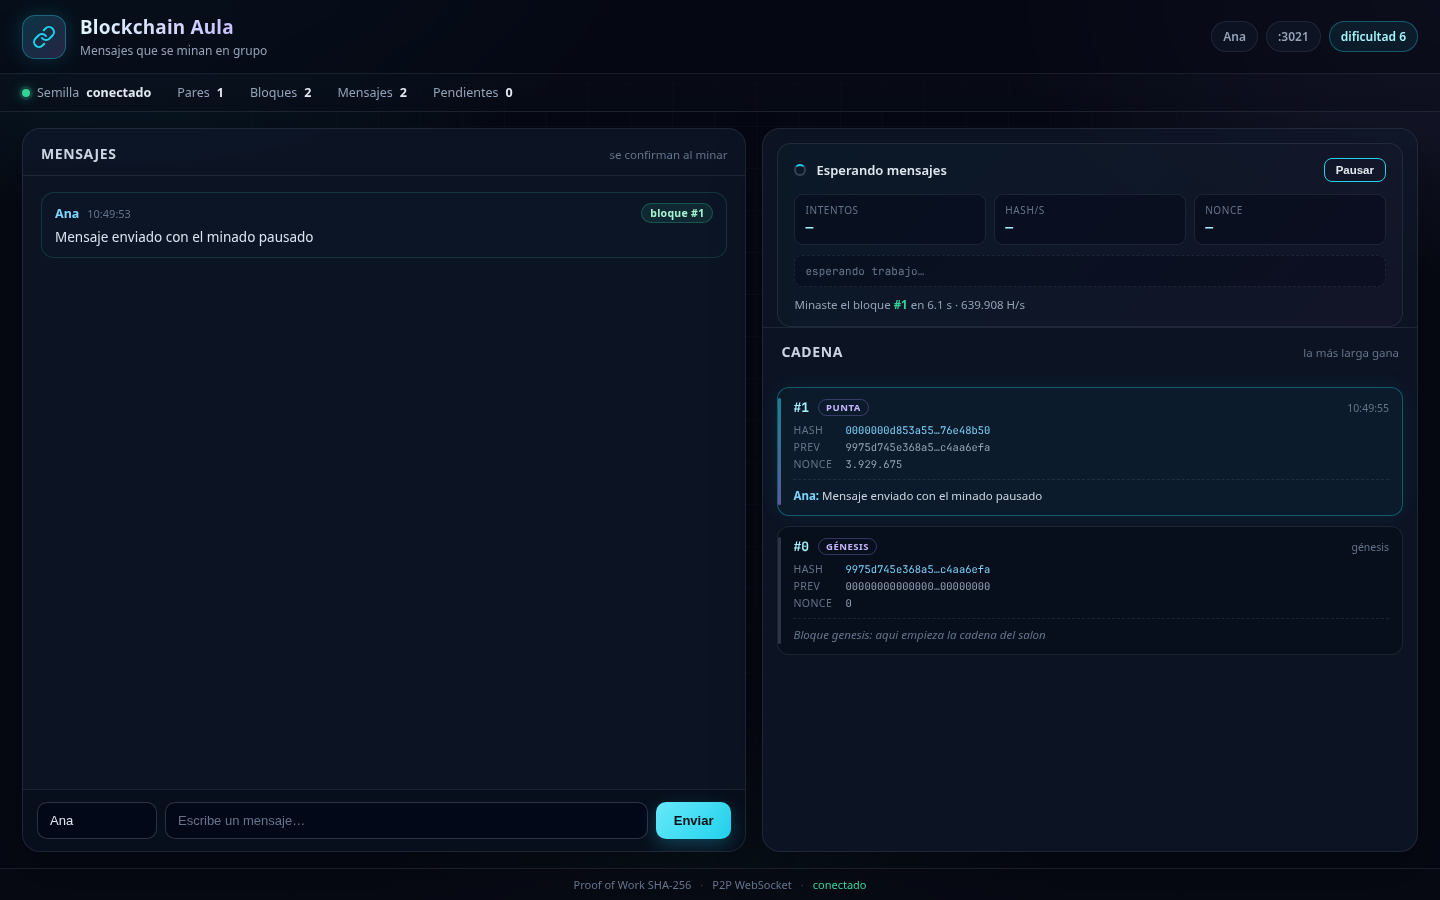 Blockchain Aula
Mensajes que se minan en grupo
Ana
:3021
dificultad 6
Semilla conectado
Pares 1
Bloques 2
Mensajes 2
Pendientes 0
MENSAJES
se confirman al minar
Ana 10:49:53
bloque #1
Mensaje enviado con el minado pausado
Ana
Escribe un mensaje…
Enviar
Esperando mensajes
Pausar
INTENTOS
—
HASH/S
—
NONCE
—
esperando trabajo…
Minaste el bloque #1 en 6.1 s · 639.908 H/s
CADENA
la más larga gana
#1 PUNTA
10:49:55
HASH 0000000d853a55…76e48b50
PREV 9975d745e368a5…c4aa6efa
NONCE 3.929.675
Ana: Mensaje enviado con el minado pausado
#0 GÉNESIS
génesis
HASH 9975d745e368a5…c4aa6efa
PREV 00000000000000…00000000
NONCE 0
Bloque genesis: aqui empieza la cadena del salon
Proof of Work SHA-256 · P2P WebSocket · conectado